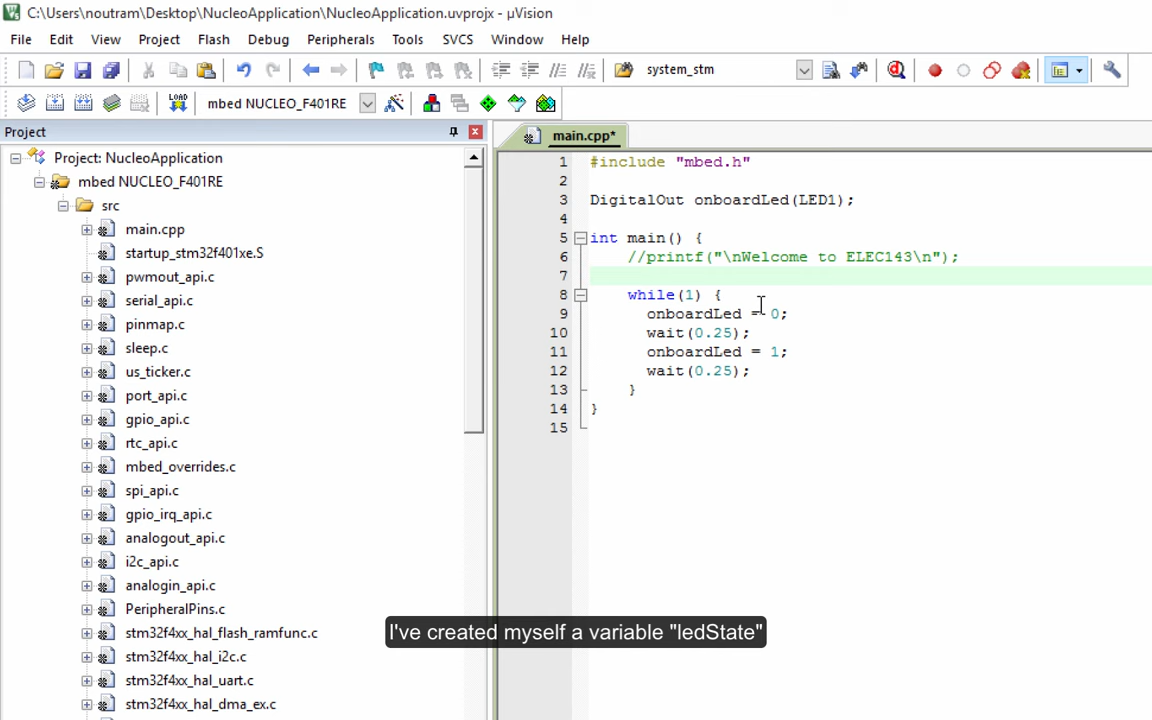 C:\Users\noutram\Desktop\NucleoApplication\NucleoApplication.uvprojx - µVision
File Edit View Project Flash Debug Peripherals Tools SVCS Window Help
system_stm
LOAD mbed NUCLEO_F401RE
Project
main.cpp*
Project: NucleoApplication
mbed NUCLEO_F401RE
src
main.cpp
startup_stm32f401xe.S
pwmout_api.c
serial_api.c
pinmap.c
sleep.c
us_ticker.c
port_api.c
gpio_api.c
rtc_api.c
mbed_overrides.c
spi_api.c
gpio_irq_api.c
analogout_api.c
i2c_api.c
analogin_api.c
PeripheralPins.c
stm32f4xx_hal_flash_ramfunc.c
stm32f4xx_hal_i2c.c
stm32f4xx_hal_uart.c
stm32f4xx_hal_dma_ex.c
1 #include "mbed.h"
2
3 DigitalOut onboardLed(LED1);
4
5 int main() {
6 //printf("\nWelcome to ELEC143\n");
7
8 while(1) {
9 onboardLed = 0;
10 wait(0.25);
11 onboardLed = 1;
12 wait(0.25);
13 }
14 }
15
I've created myself a variable "ledState"